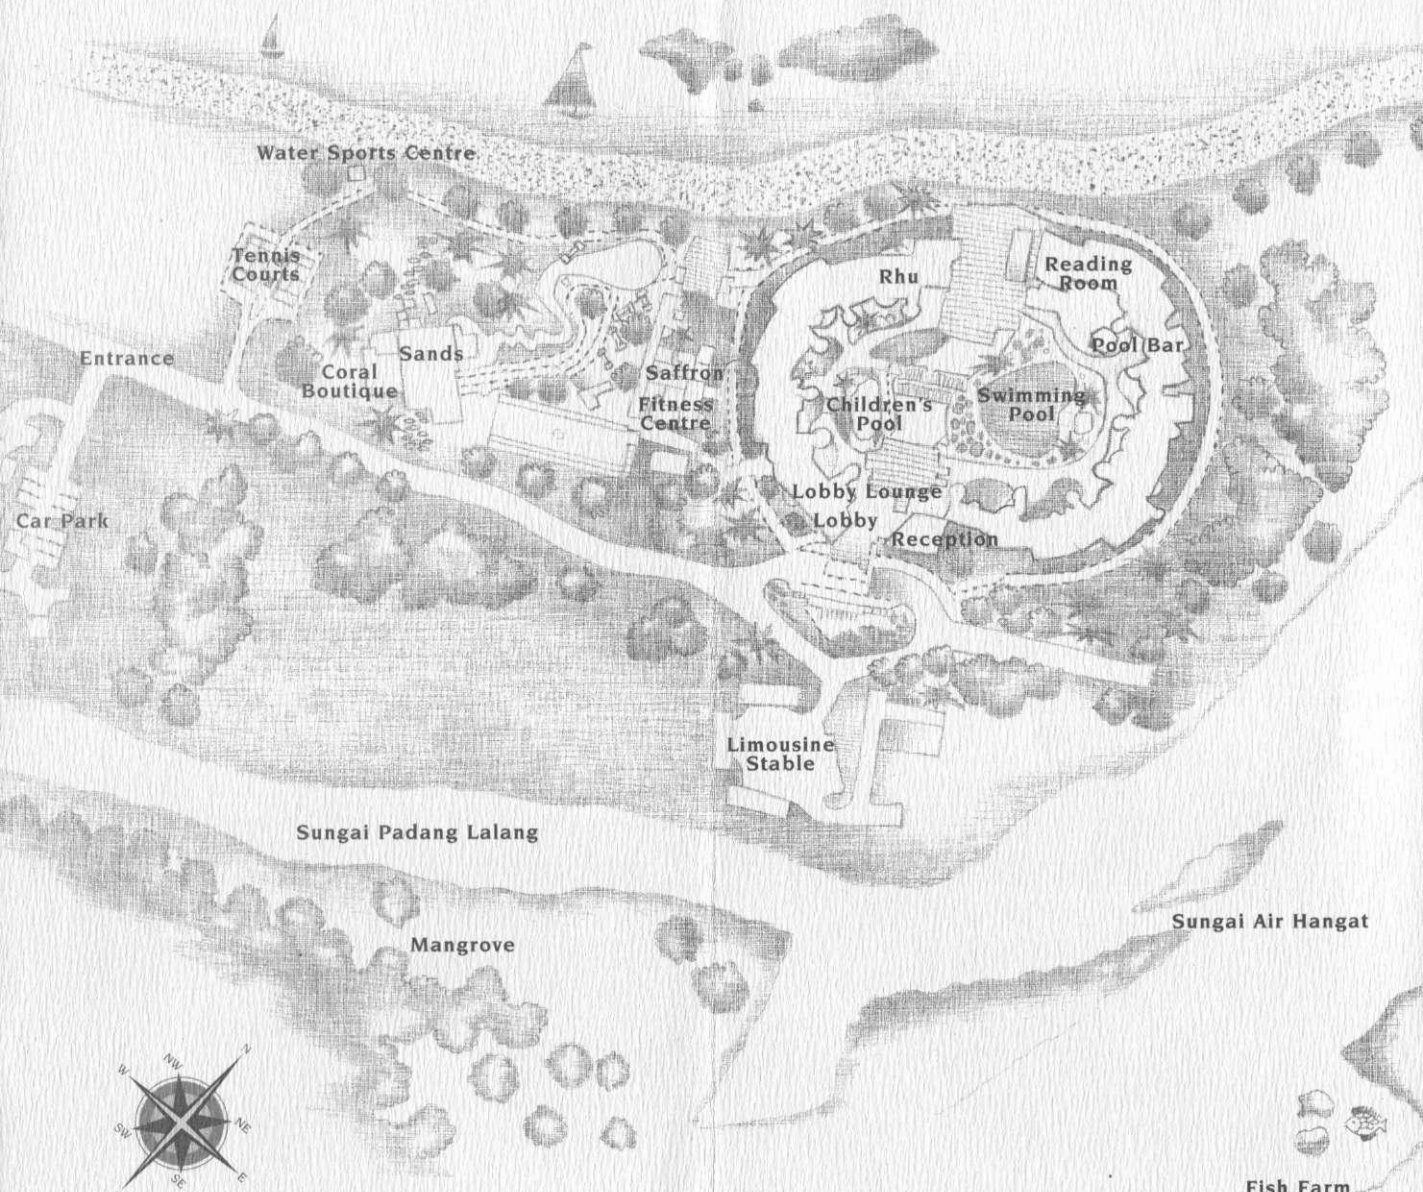 Water Sports Centre
Tennis
Courts
Rhu
Reading
Room
Entrance
Sands
Pool Bar
Coral
Boutique
Saffron
Fitness
Centre
Children's
Pool
Swimming
Pool
Lobby Lounge
Lobby
Reception
Car Park
Limousine
Stable
Sungai Padang Lalang
Sungai Air Hangat
Mangrove
N
NW
W
NE
SW
SE
E
Fish Farm